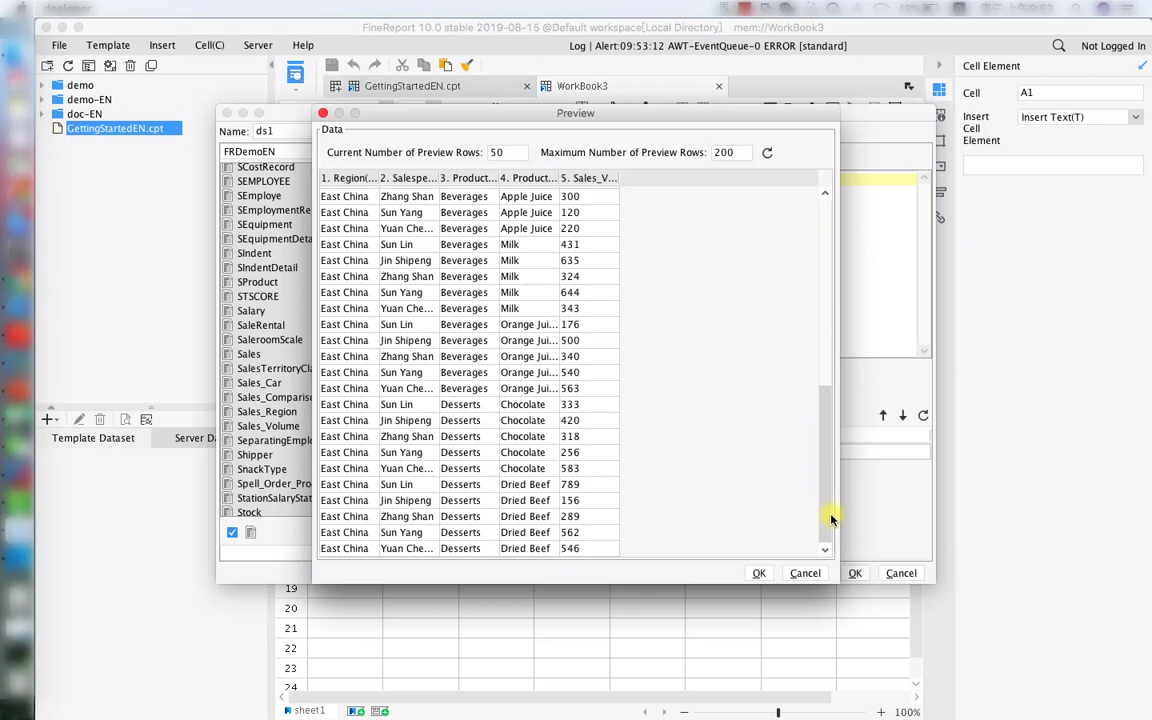 FineReport 10.0 stable 2019-08-15 @Default workspace[Local Directory] mem://WorkBook3
File Template Insert Cell(C) Server Help
Log | Alert:09:53:12 AWT-EventQueue-0 ERROR [standard]
Not Logged In
demo
demo-EN
doc-EN
GettingStartedEN.cpt
GettingStartedEN.cpt
WorkBook3
Cell Element
Cell A1
Insert Cell Element
Insert Text(T)
Name: ds1
FRDemoEN
SCostRecord
SEMPLOYEE
SEmploye
SEmploymentRe
SEquipment
SEquipmentDeta
SIndent
SIndentDetail
SProduct
STSCORE
Salary
SaleRental
SaleroomScale
Sales
SalesTerritoryCla
Sales_Car
Sales_Compariso
Sales_Region
Sales_Volume
SeparatingEmplo
Shipper
SnackType
Spell_Order_Pro
StationSalaryStat
Stock
Template Dataset
Server Da
Preview
Data
Current Number of Preview Rows: 50 Maximum Number of Preview Rows: 200
1. Region(... 2. Salespe... 3. Product... 4. Product... 5. Sales_V...
East China Zhang Shan Beverages Apple Juice 300
East China Sun Yang Beverages Apple Juice 120
East China Yuan Che... Beverages Apple Juice 220
East China Sun Lin Beverages Milk 431
East China Jin Shipeng Beverages Milk 635
East China Zhang Shan Beverages Milk 324
East China Sun Yang Beverages Milk 644
East China Yuan Che... Beverages Milk 343
East China Sun Lin Beverages Orange Jui... 176
East China Jin Shipeng Beverages Orange Jui... 500
East China Zhang Shan Beverages Orange Jui... 340
East China Sun Yang Beverages Orange Jui... 540
East China Yuan Che... Beverages Orange Jui... 563
East China Sun Lin Desserts Chocolate 333
East China Jin Shipeng Desserts Chocolate 420
East China Zhang Shan Desserts Chocolate 318
East China Sun Yang Desserts Chocolate 256
East China Yuan Che... Desserts Chocolate 583
East China Sun Lin Desserts Dried Beef 789
East China Jin Shipeng Desserts Dried Beef 156
East China Zhang Shan Desserts Dried Beef 289
East China Sun Yang Desserts Dried Beef 562
East China Yuan Che... Desserts Dried Beef 546
OK Cancel
OK Cancel
19
20
21
22
23
24
sheet1
100%